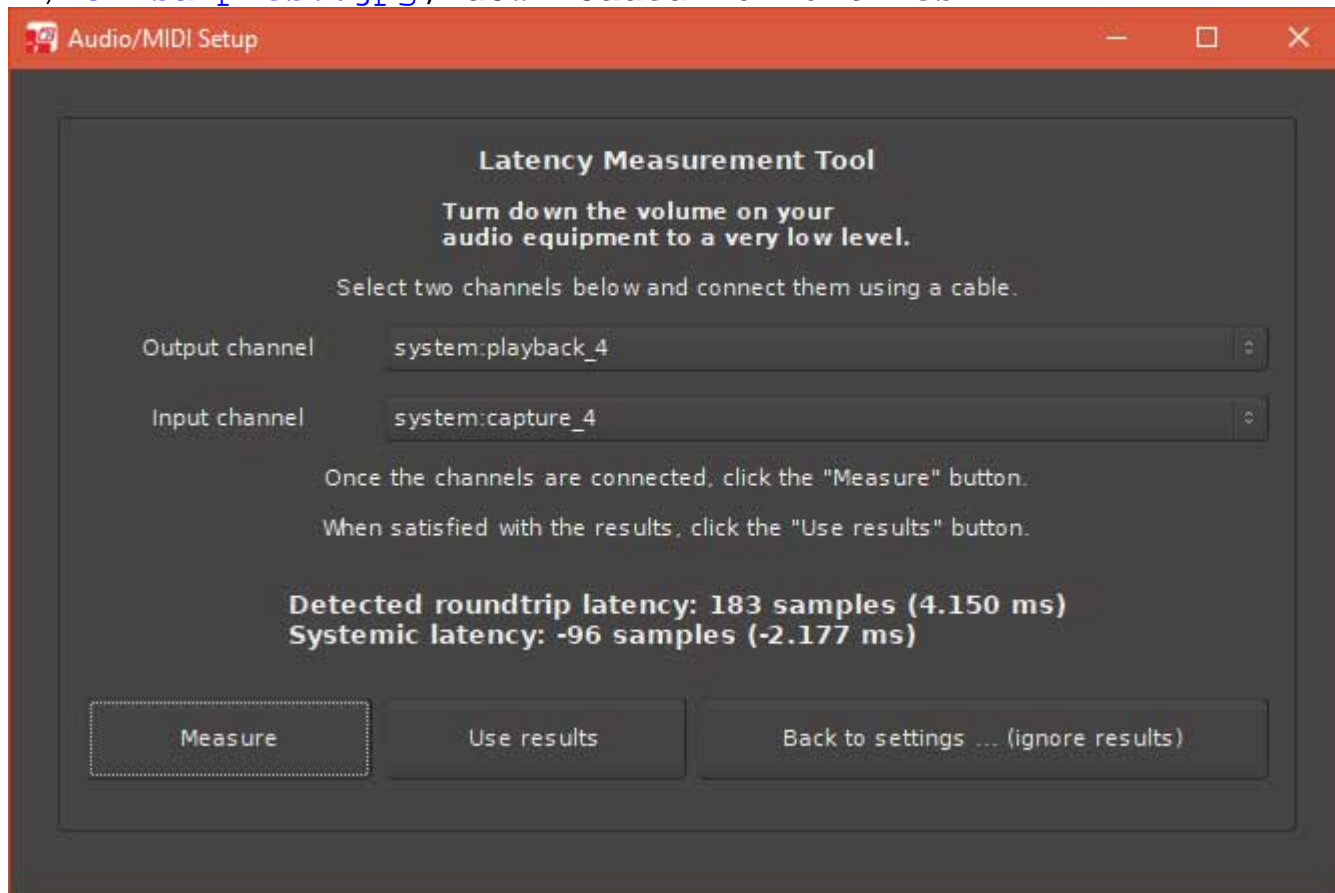 Audio/MIDI Setup
Latency Measurement Tool
Turn down the volume on your
audio equipment to a very low level.
Select two channels below and connect them using a cable.
Output channel system:playback_4
Input channel system:capture_4
Once the channels are connected, click the "Measure" button.
When satisfied with the results, click the "Use results" button.
Detected roundtrip latency: 183 samples (4.150 ms)
Systemic latency: -96 samples (-2.177 ms)
Measure Use results Back to settings ... (ignore results)